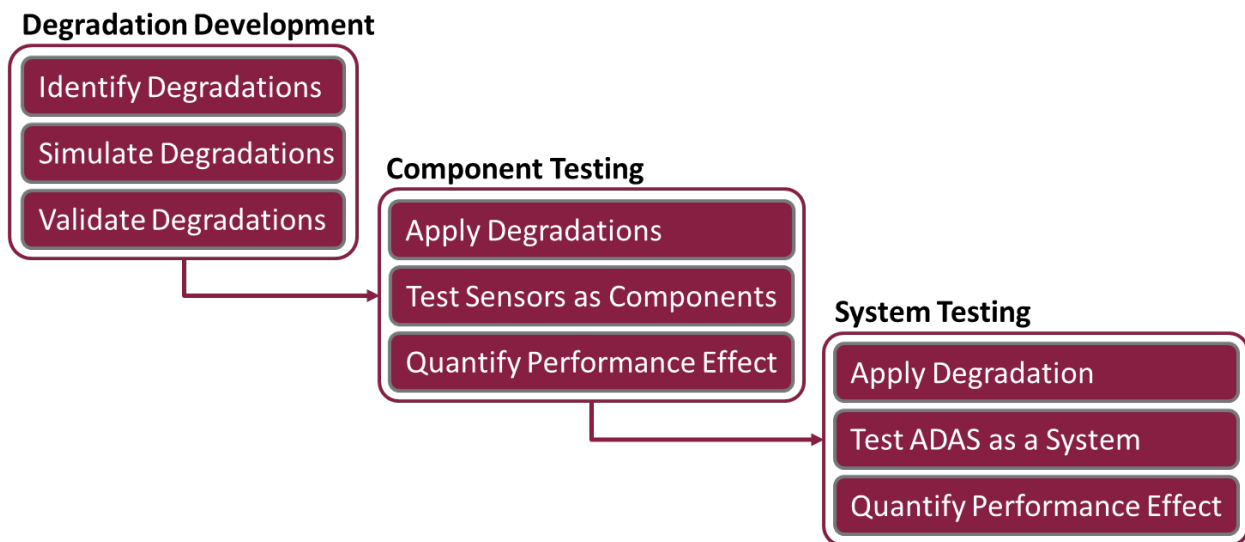 Degradation Development
Identify Degradations
Simulate Degradations
Validate Degradations
Component Testing
Apply Degradations
Test Sensors as Components
Quantify Performance Effect
System Testing
Apply Degradation
Test ADAS as a System
Quantify Performance Effect